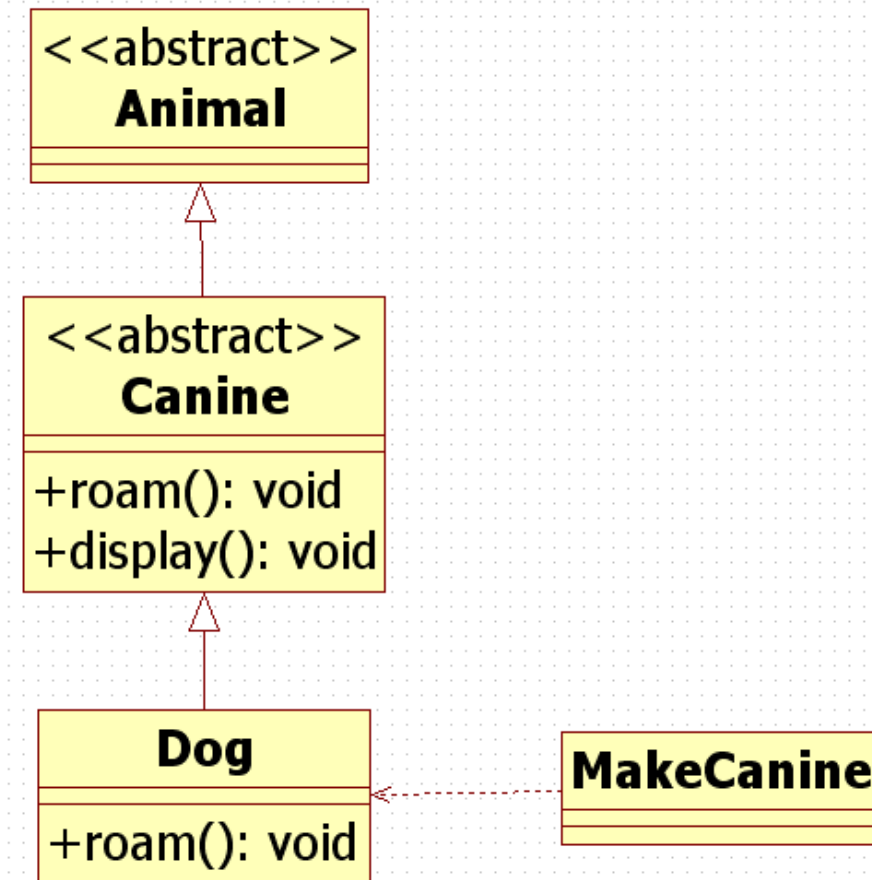 <<abstract>>
Animal
<<abstract>>
Canine
+roam(): void
+display(): void
Dog
MakeCanine
+roam(): void